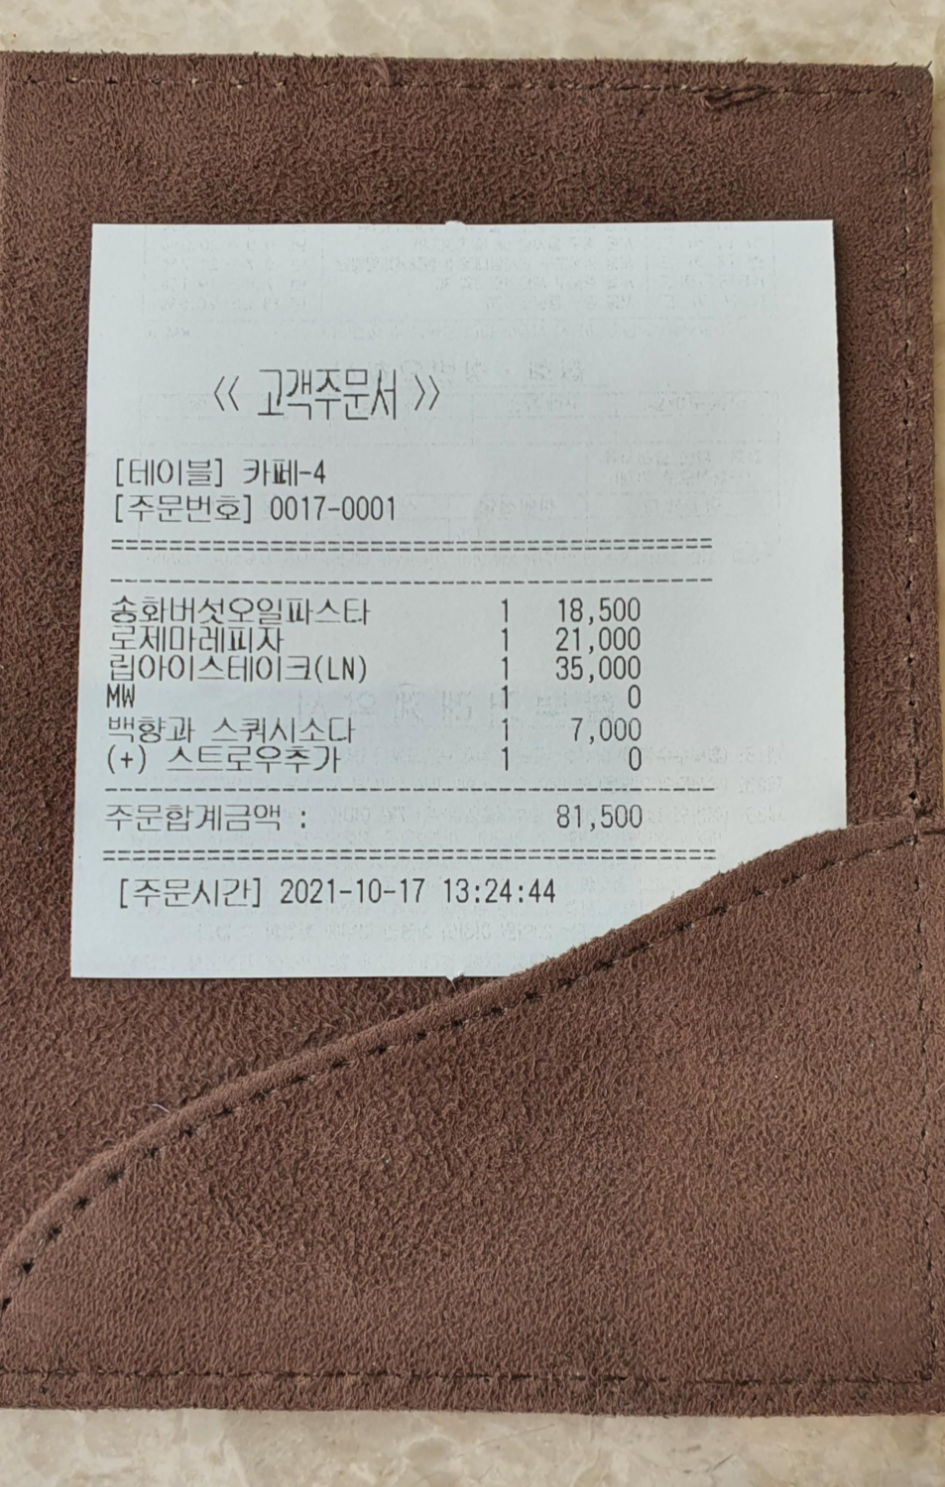 << 고객주문서 >>
[테이블] 카페-4
[주문번호] 0017-0001
========================================
----------------------------------------
송화버섯오일파스타 1 18,500
로제마레피자 1 21,000
립아이스테이크(LN) 1 35,000
MW 1 0
백향과 스쿼시소다 1 7,000
(+) 스트로우추가 1 0
----------------------------------------
주문합계금액 : 81,500
========================================
[주문시간] 2021-10-17 13:24:44